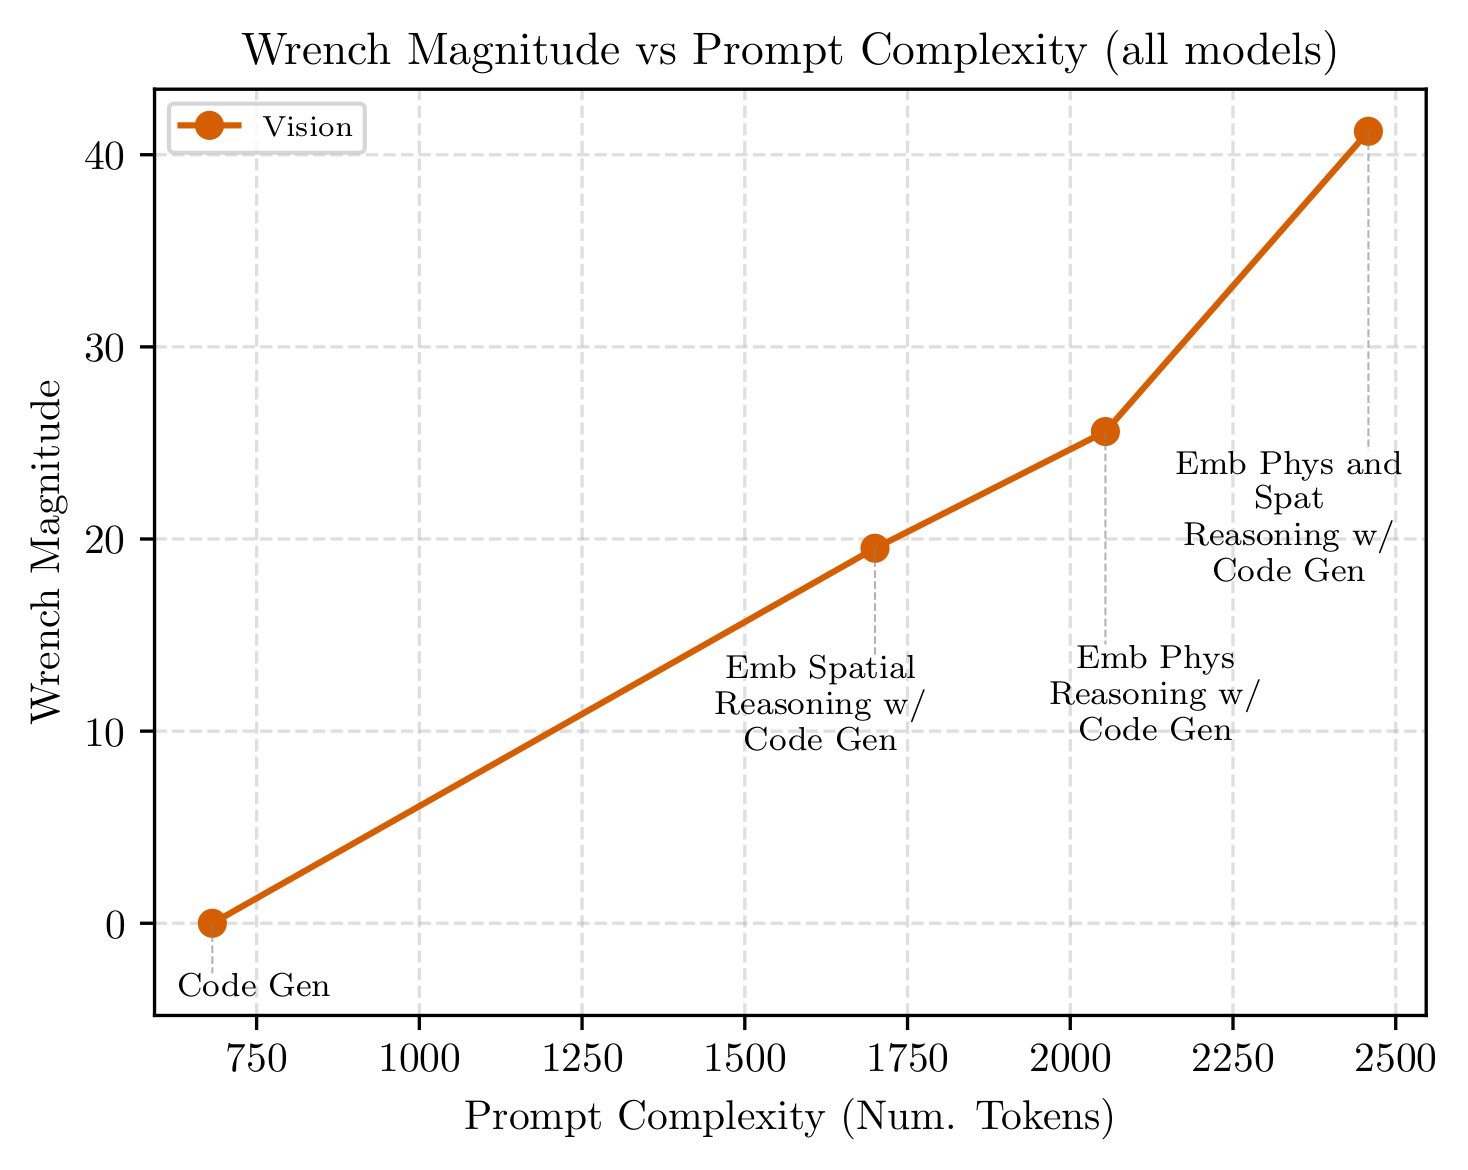 Wrench Magnitude vs Prompt Complexity (all models)
Vision
40
30
20
10
0
Wrench Magnitude
Emb Phys and
Spat
Reasoning w/
Code Gen
Emb Spatial
Reasoning w/
Code Gen
Emb Phys
Reasoning w/
Code Gen
Code Gen
750 1000 1250 1500 1750 2000 2250 2500
Prompt Complexity (Num. Tokens)